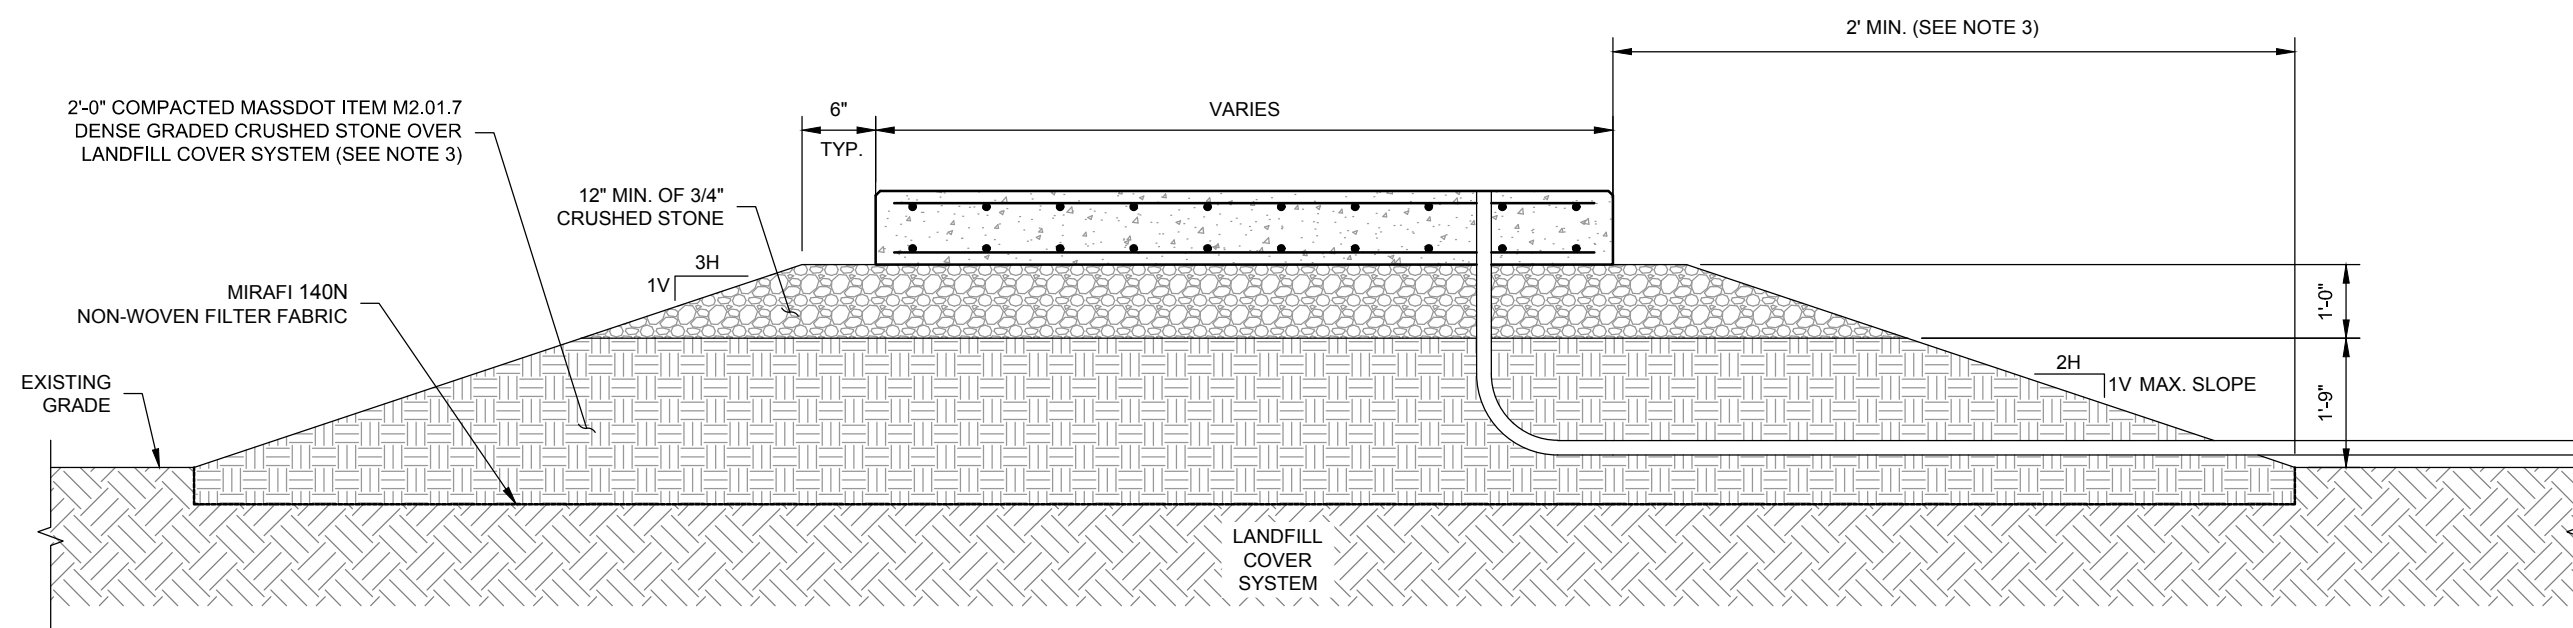 2' MIN. (SEE NOTE 3)
2'-0" COMPACTED MASSDOT ITEM M2.01.7
DENSE GRADED CRUSHED STONE OVER
LANDFILL COVER SYSTEM (SEE NOTE 3)
6"
TYP.
VARIES
12" MIN. OF 3/4"
CRUSHED STONE
3H
1V
MIRAFI 140N
NON-WOVEN FILTER FABRIC
1'-0"
EXISTING
GRADE
2H
1V MAX. SLOPE
1'-9"
LANDFILL
COVER
SYSTEM